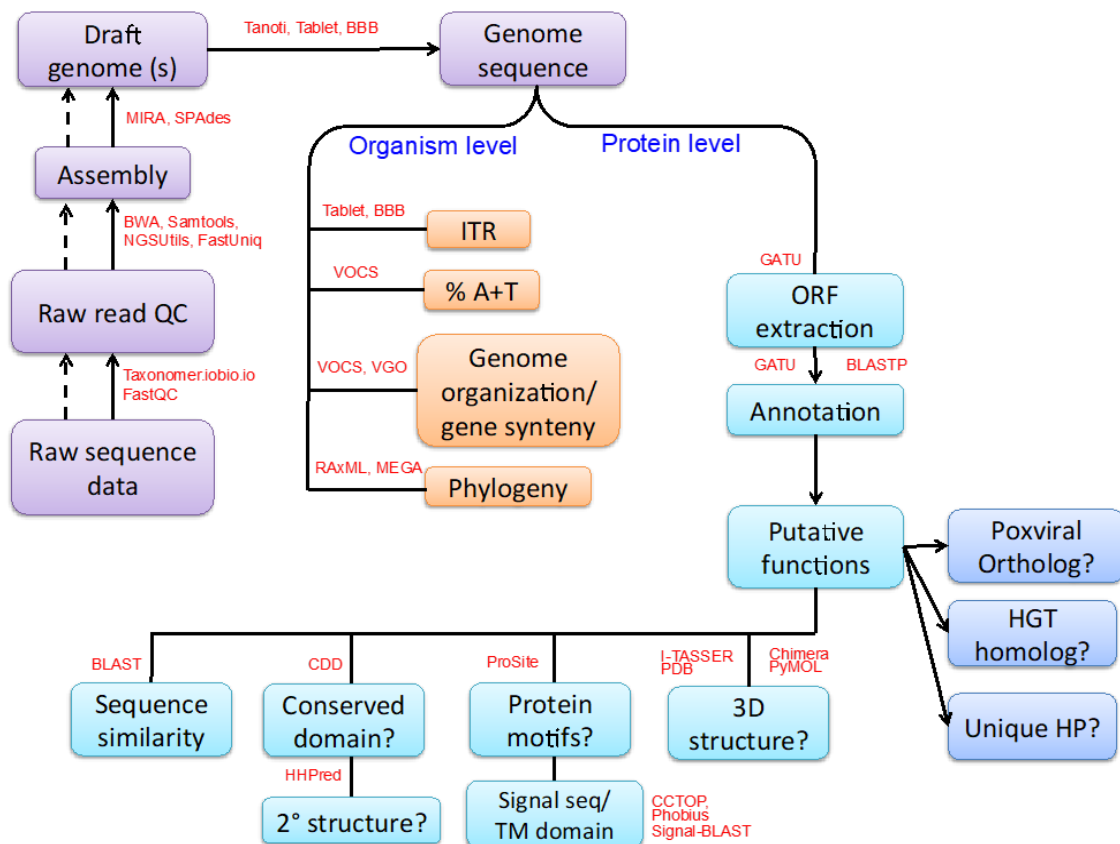 Draft
genome (s)
Tanoti, Tablet, BBB
Genome
sequence
MIRA, SPAdes
Assembly
BWA, Samtools,
NGSUtils, FastUniq
Raw read QC
Taxonomer.iobio.io
FastQC
Raw sequence
data
Organism level
Protein level
Tablet, BBB
ITR
VOCS
% A+T
VOCS, VGO
Genome
organization/
gene synteny
RAxML, MEGA
Phylogeny
GATU
ORF
extraction
GATU
BLASTP
Annotation
Putative
functions
Poxviral
Ortholog?
HGT
homolog?
Unique HP?
BLAST
Sequence
similarity
CDD
Conserved
domain?
HHPred
2° structure?
ProSite
Protein
motifs?
Signal seq/
TM domain
CCTOP,
Phobius
Signal-BLAST
I-TASSER
PDB
Chimera
PyMOL
3D
structure?